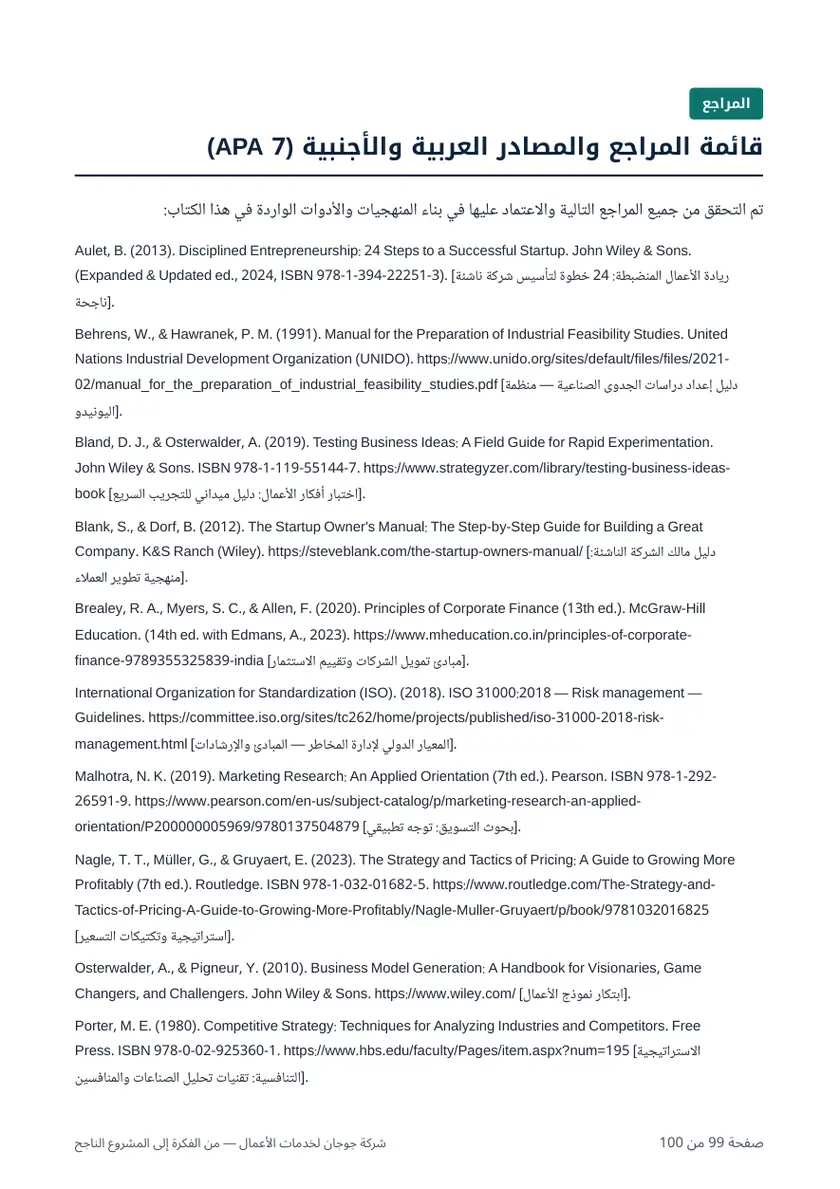 المراجع
قائمة المراجع والمصادر العربية والأجنبية (APA 7)
تم التحقق من جميع المراجع التالية والاعتماد عليها في بناء المنهجيات والأدوات الواردة في هذا الكتاب:
Aulet, B. (2013). Disciplined Entrepreneurship: 24 Steps to a Successful Startup. John Wiley & Sons.
(Expanded & Updated ed., 2024, ISBN 978-1-394-22251-3). [ريادة الأعمال المنضبطة: 24 خطوة لتأسيس شركة ناشئة
ناجحة].
Behrens, W., & Hawranek, P. M. (1991). Manual for the Preparation of Industrial Feasibility Studies. United
Nations Industrial Development Organization (UNIDO). https://www.unido.org/sites/default/files/files/2021-
02/manual_for_the_preparation_of_industrial_feasibility_studies.pdf [دليل إعداد دراسات الجدوى الصناعية — منظمة
اليونيدو].
Bland, D. J., & Osterwalder, A. (2019). Testing Business Ideas: A Field Guide for Rapid Experimentation.
John Wiley & Sons. ISBN 978-1-119-55144-7. https://www.strategyzer.com/library/testing-business-ideas-
book [اختبار أفكار الأعمال: دليل ميداني للتجريب السريع].
Blank, S., & Dorf, B. (2012). The Startup Owner's Manual: The Step-by-Step Guide for Building a Great
Company. K&S Ranch (Wiley). https://steveblank.com/the-startup-owners-manual/ [دليل مالك الشركة الناشئة:
منهجية تطوير العملاء].
Brealey, R. A., Myers, S. C., & Allen, F. (2020). Principles of Corporate Finance (13th ed.). McGraw-Hill
Education. (14th ed. with Edmans, A., 2023). https://www.mheducation.co.in/principles-of-corporate-
finance-9789355325839-india [مبادئ تمويل الشركات وتقييم الاستثمار].
International Organization for Standardization (ISO). (2018). ISO 31000:2018 — Risk management —
Guidelines. https://committee.iso.org/sites/tc262/home/projects/published/iso-31000-2018-risk-
management.html [المعيار الدولي لإدارة المخاطر — المبادئ والإرشادات].
Malhotra, N. K. (2019). Marketing Research: An Applied Orientation (7th ed.). Pearson. ISBN 978-1-292-
26591-9. https://www.pearson.com/en-us/subject-catalog/p/marketing-research-an-applied-
orientation/P200000005969/9780137504879 [بحوث التسويق: توجه تطبيقي].
Nagle, T. T., Müller, G., & Gruyaert, E. (2023). The Strategy and Tactics of Pricing: A Guide to Growing More
Profitably (7th ed.). Routledge. ISBN 978-1-032-01682-5. https://www.routledge.com/The-Strategy-and-
Tactics-of-Pricing-A-Guide-to-Growing-More-Profitably/Nagle-Muller-Gruyaert/p/book/9781032016825
[استراتيجية وتكتيكات التسعير].
Osterwalder, A., & Pigneur, Y. (2010). Business Model Generation: A Handbook for Visionaries, Game
Changers, and Challengers. John Wiley & Sons. https://www.wiley.com/ [ابتكار نموذج الأعمال].
Porter, M. E. (1980). Competitive Strategy: Techniques for Analyzing Industries and Competitors. Free
Press. ISBN 978-0-02-925360-1. https://www.hbs.edu/faculty/Pages/item.aspx?num=195 [الاستراتيجية
التنافسية: تقنيات تحليل الصناعات والمنافسين].
صفحة 99 من 100
شركة جوجان لخدمات الأعمال — من الفكرة إلى المشروع الناجح